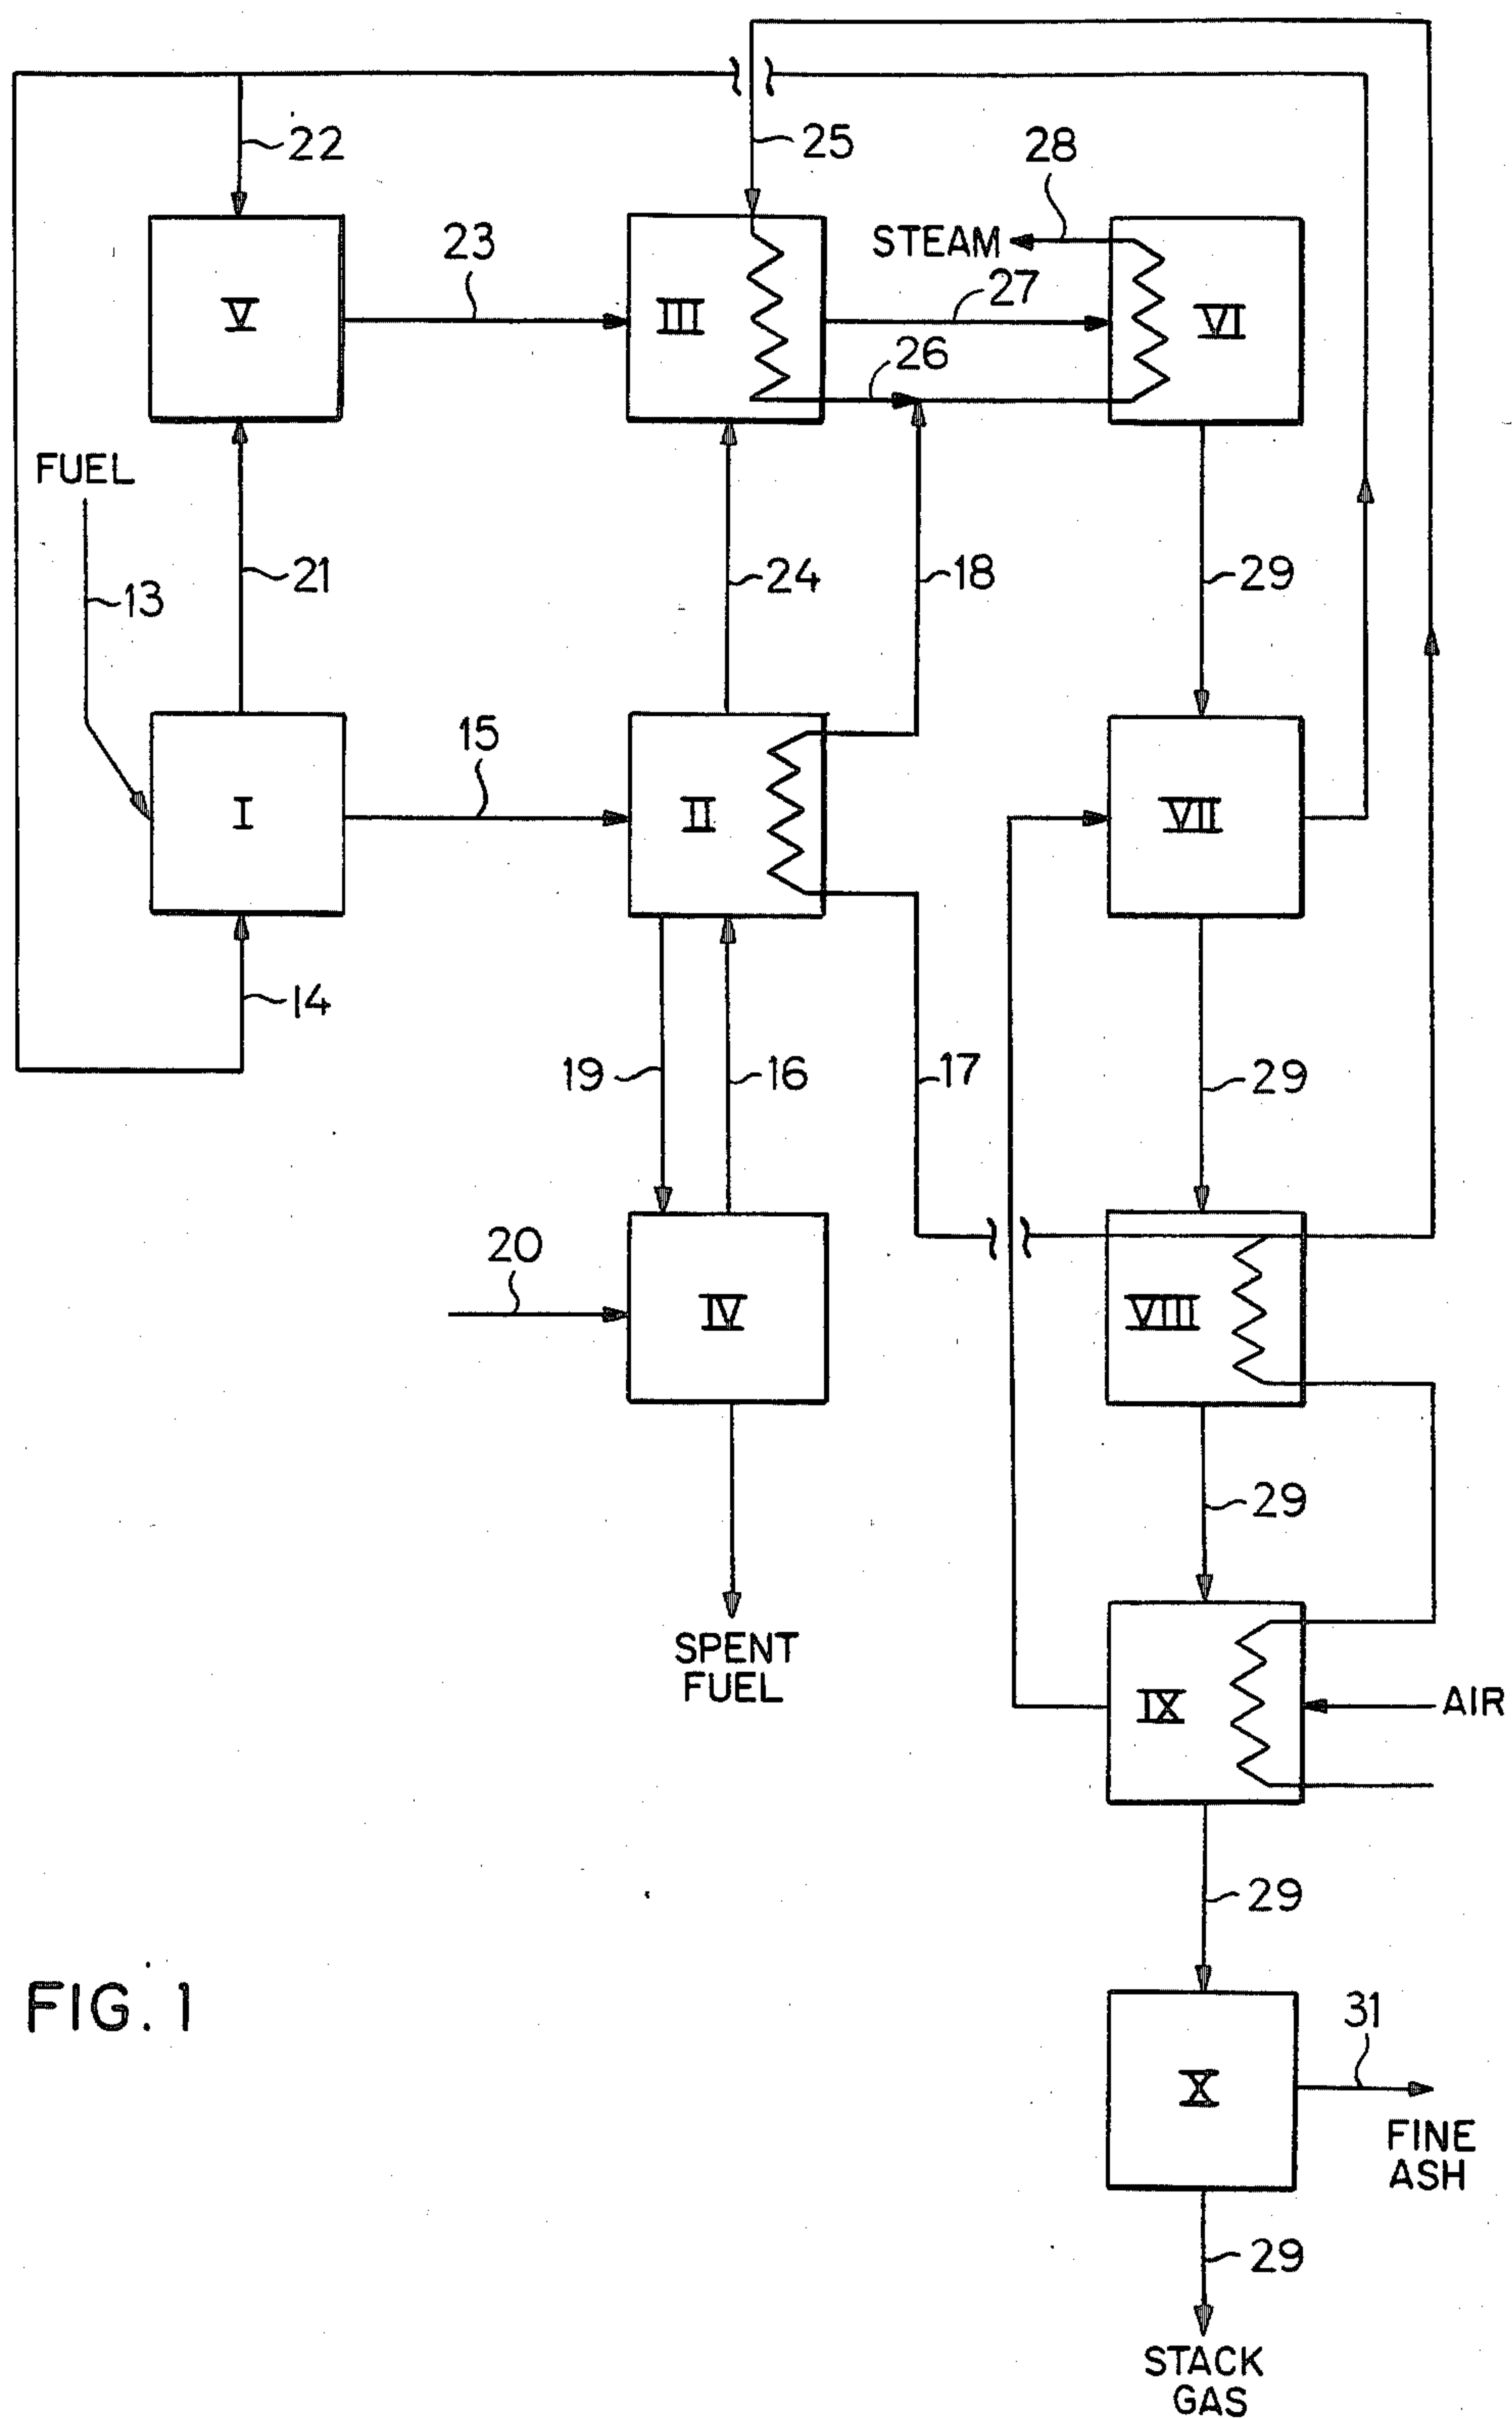 22
25
28
23
STEAM
V
III
27
VI
26
FUEL
13
21
24
18
29
15
I
II
VII
14
19
16
17
29
20
IV
VIII
29
SPENT
FUEL
IX
AIR
29
FIG. 1
31
X
FINE
ASH
29
STACK
GAS